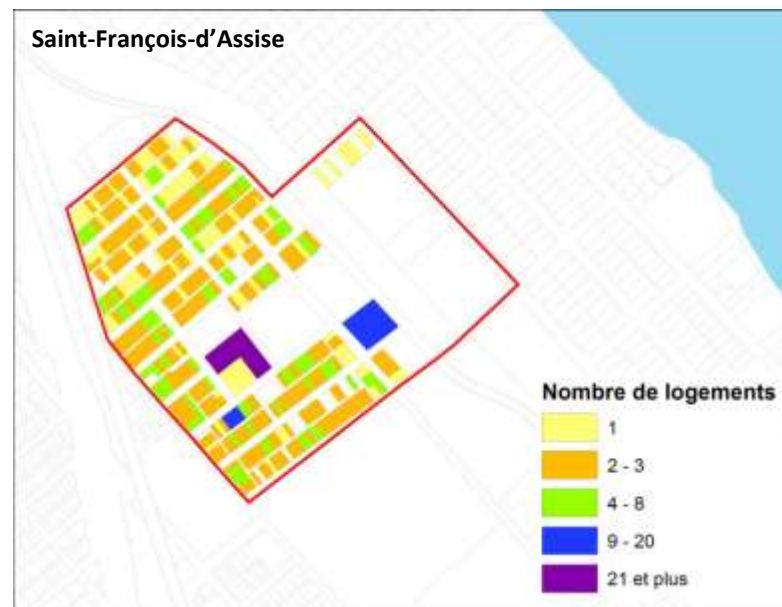 Saint-François-d’Assise
Nombre de logements
1
2 - 3
4 - 8
9 - 20
21 et plus